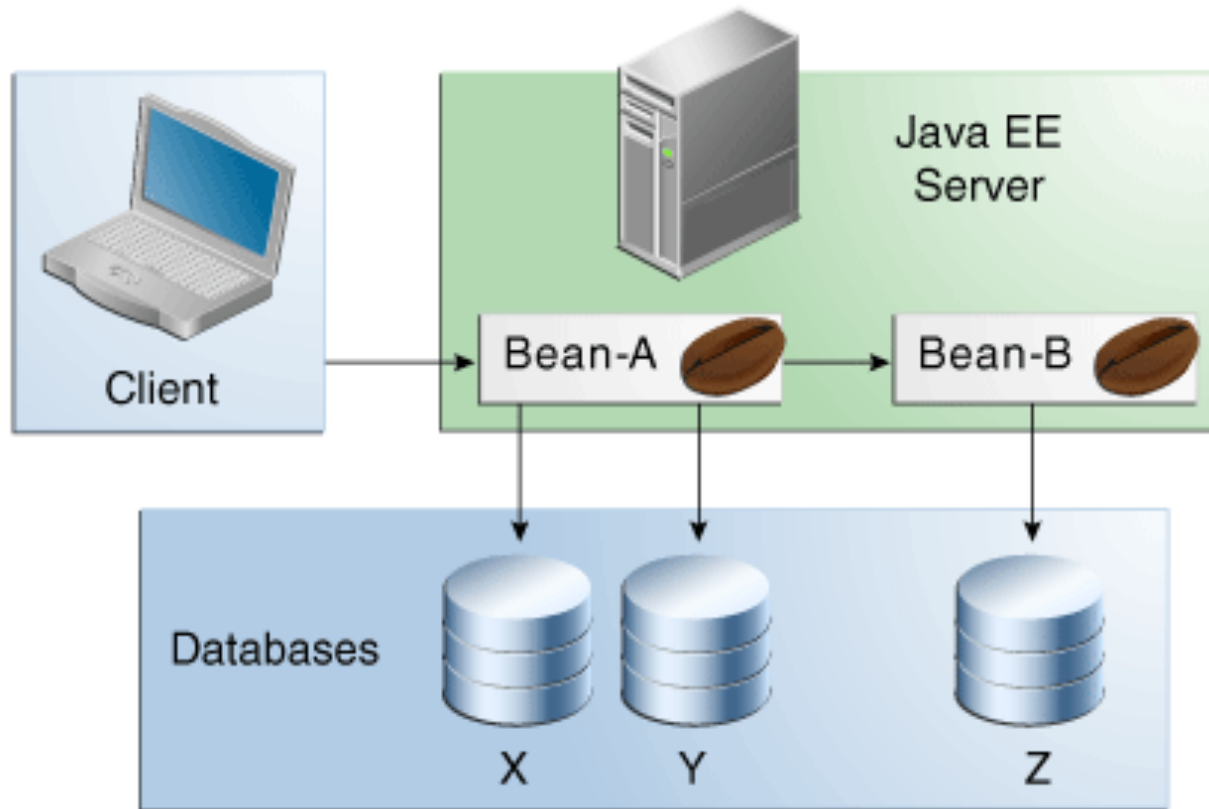 Java EE
Server
Client
Bean-A
Bean-B
Databases
X
Y
Z